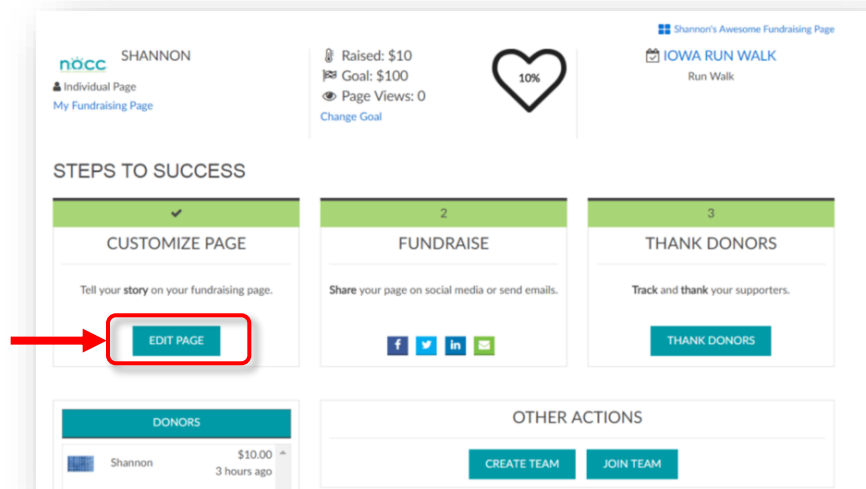 Shannon's Awesome Fundraising Page
nocc
SHANNON
Individual Page
My Fundraising Page
Raised: $10
Goal: $100
Page Views: 0
Change Goal
10%
IOWA RUN WALK
Run Walk
STEPS TO SUCCESS
CUSTOMIZE PAGE
Tell your story on your fundraising page.
EDIT PAGE
2
FUNDRAISE
Share your page on social media or send emails.
f in
3
THANK DONORS
Track and thank your supporters.
THANK DONORS
DONORS
Shannon
$10.00
3 hours ago
OTHER ACTIONS
CREATE TEAM JOIN TEAM